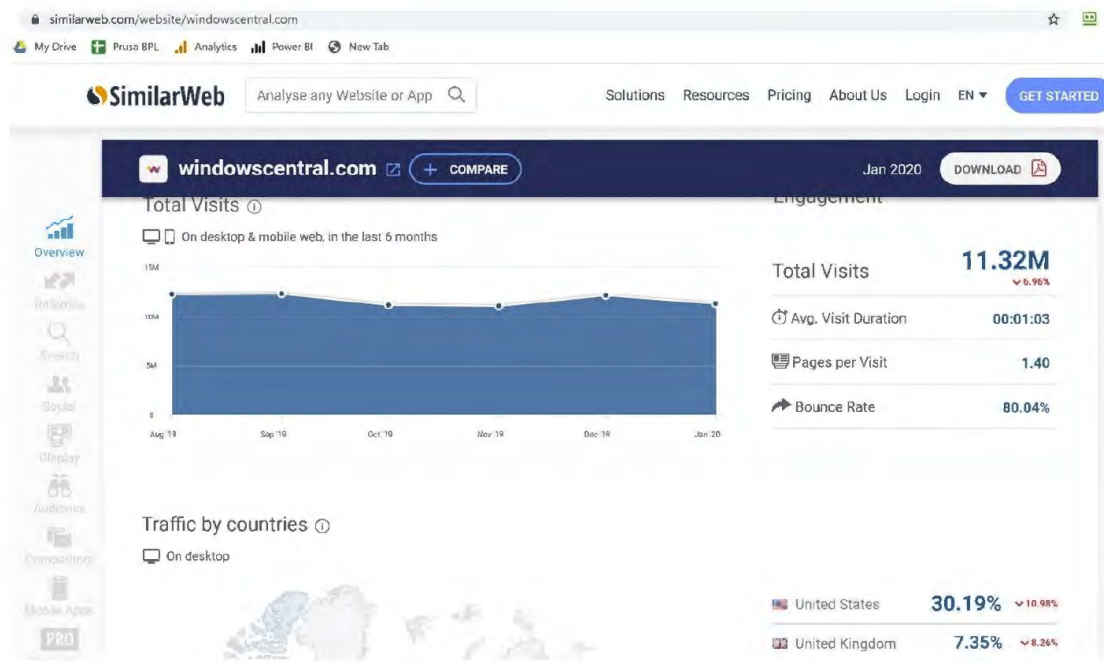 similarweb.com/website/windowscentral.com
My Drive Prusa BPL Analytics Power BI New Tab
SimilarWeb Analyse any Website or App Solutions Resources Pricing About Us Login EN GET STARTED
windowscentral.com + COMPARE Jan 2020 DOWNLOAD
Total Visits
Engagement
On desktop & mobile web, in the last 6 months
15M
10M
5M
0
Aug '19 Sep '19 Oct '19 Nov '19 Dec '19 Jan '20
Total Visits 11.32M
6.96%
Avg. Visit Duration 00:01:03
Pages per Visit 1.40
Bounce Rate 80.04%
Overview
Referrals
Search
Social
Display
Audience
Competitors
Mobile Apps
PRO
Traffic by countries
On desktop
United States 30.19% 10.98%
United Kingdom 7.35% 8.26%